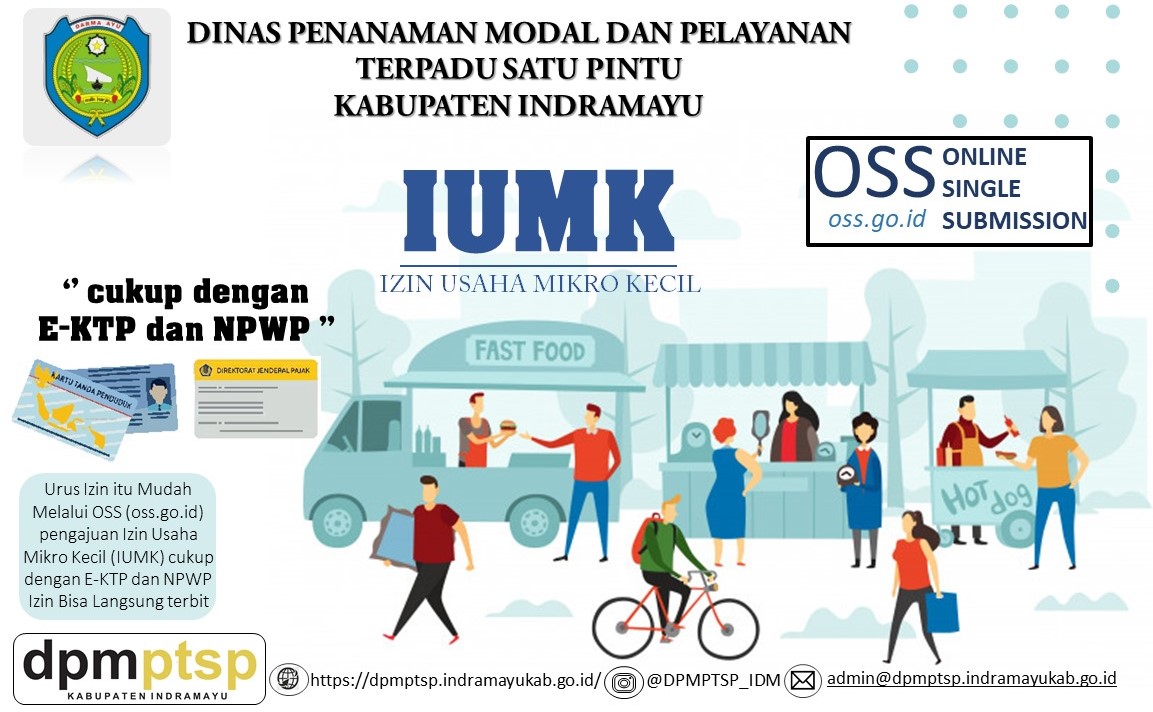 DARMA AYU
DINAS PENANAMAN MODAL DAN PELAYANAN
TERPADU SATU PINTU
KABUPATEN INDRAMAYU
IUMK
IZIN USAHA MIKRO KECIL
OSS
oss.go.id
ONLINE
SINGLE
SUBMISSION
“ cukup dengan
E-KTP dan NPWP ”
KARTU TANDA PENDUDUK
DIREKTORAT JENDERAL PAJAK
FAST FOOD
HOT dog
Urus Izin itu Mudah
Melalui OSS (oss.go.id)
pengajuan Izin Usaha
Mikro Kecil (IUMK) cukup
dengan E-KTP dan NPWP
Izin Bisa Langsung terbit
dpmptsp
KABUPATEN INDRAMAYU
https://dpmptsp.indramayukab.go.id/
@DPMPTSP_IDM
admin@dpmptsp.indramayukab.go.id